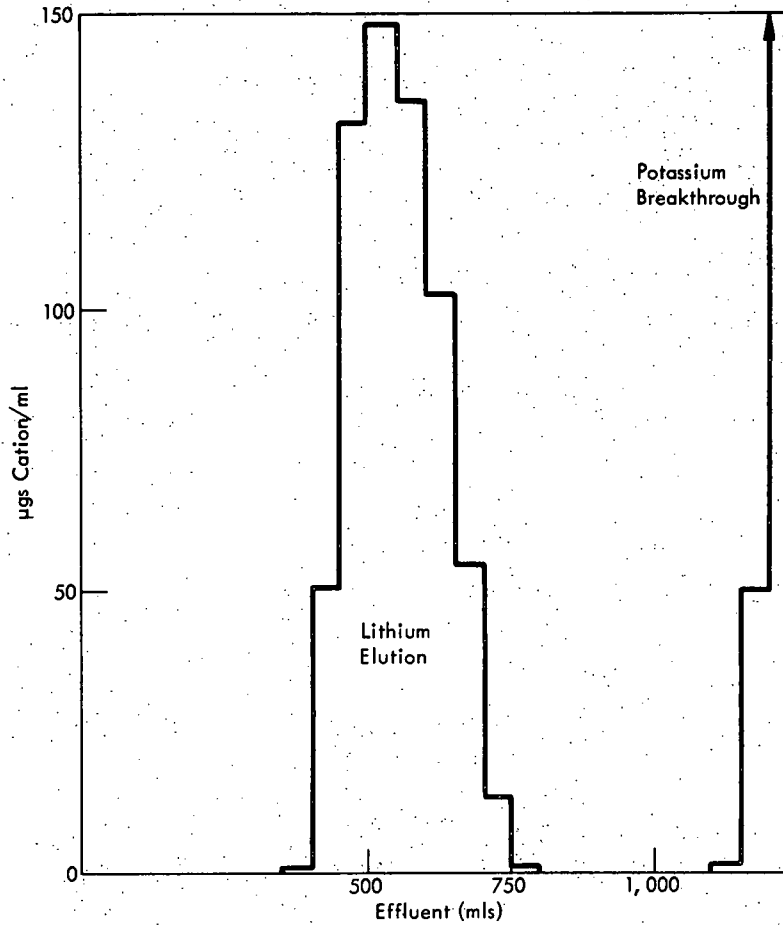 150
Potassium
Breakthrough
100
µgs Cation/ml
50
Lithium
Elution
0
500
750
1,000
Effluent (mls)